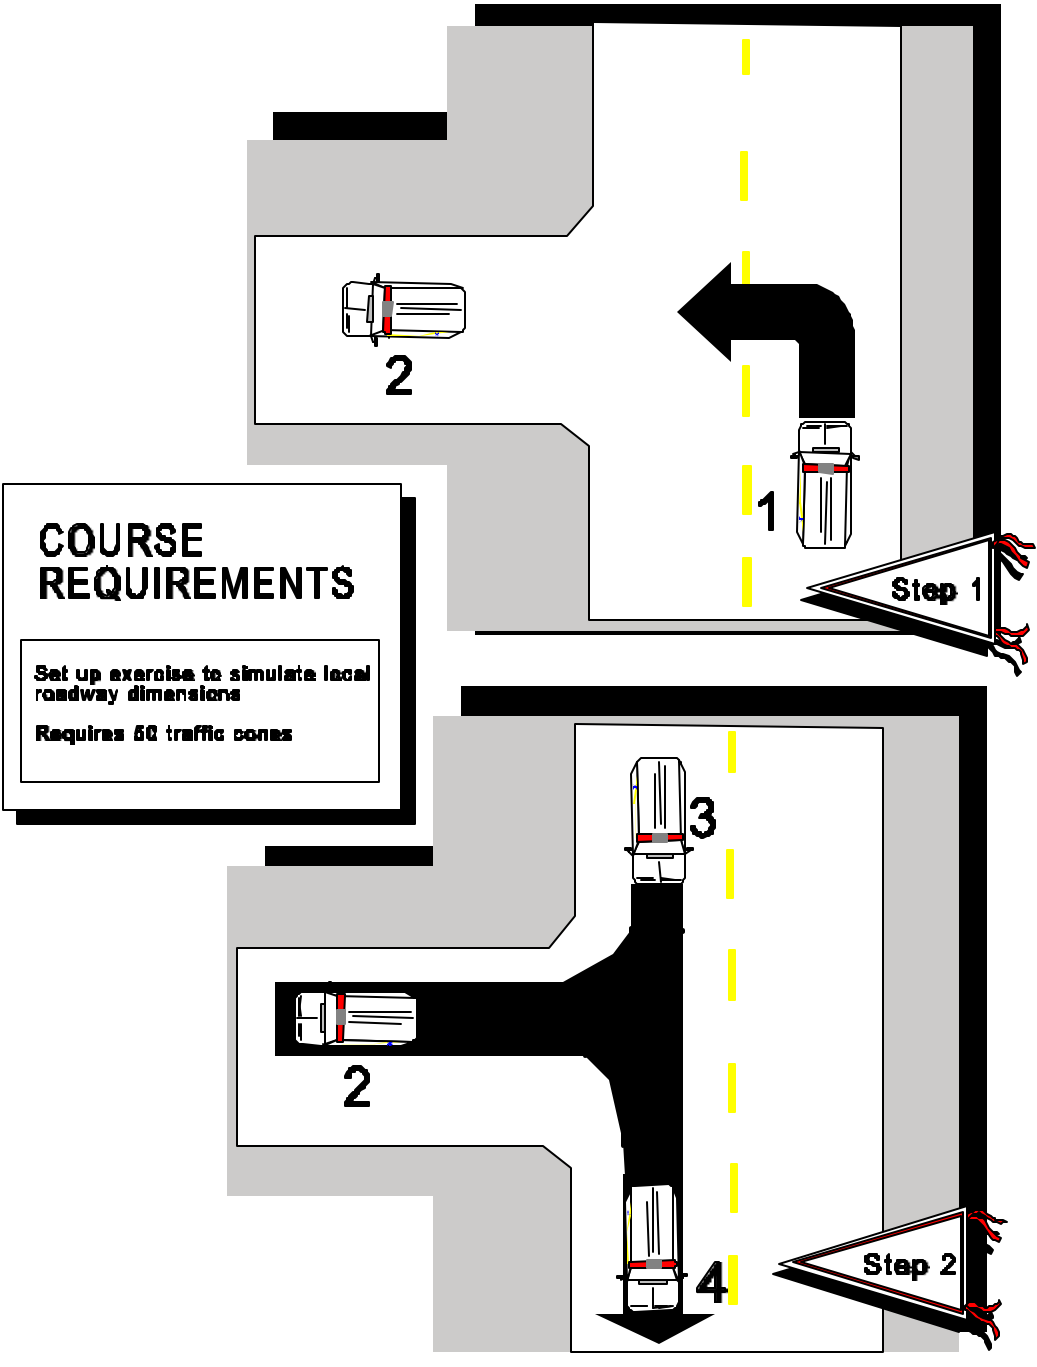 2
1
Step 1
COURSE
REQUIREMENTS
Set up exercise to simulate local
roadway dimensions
Requires 50 traffic cones
3
2
4
Step 2